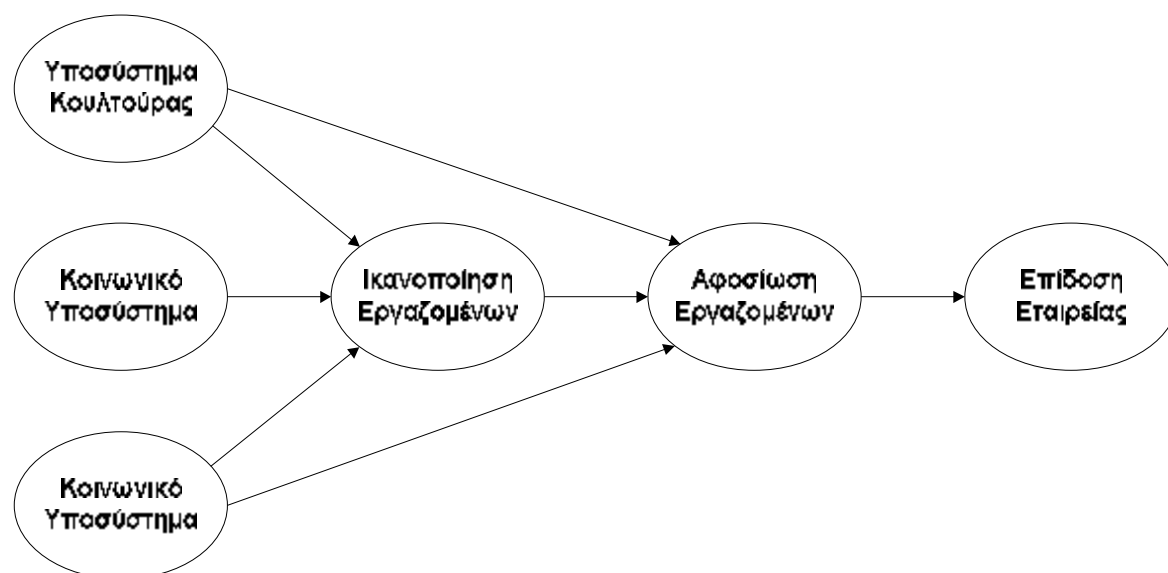 Υποσύστημα
Κουλτούρας
Κοινωνικό
Υποσύστημα
Ικανοποίηση
Εργαζομένων
Αφοσίωση
Εργαζομένων
Επίδοση
Εταιρείας
Κοινωνικό
Υποσύστημα